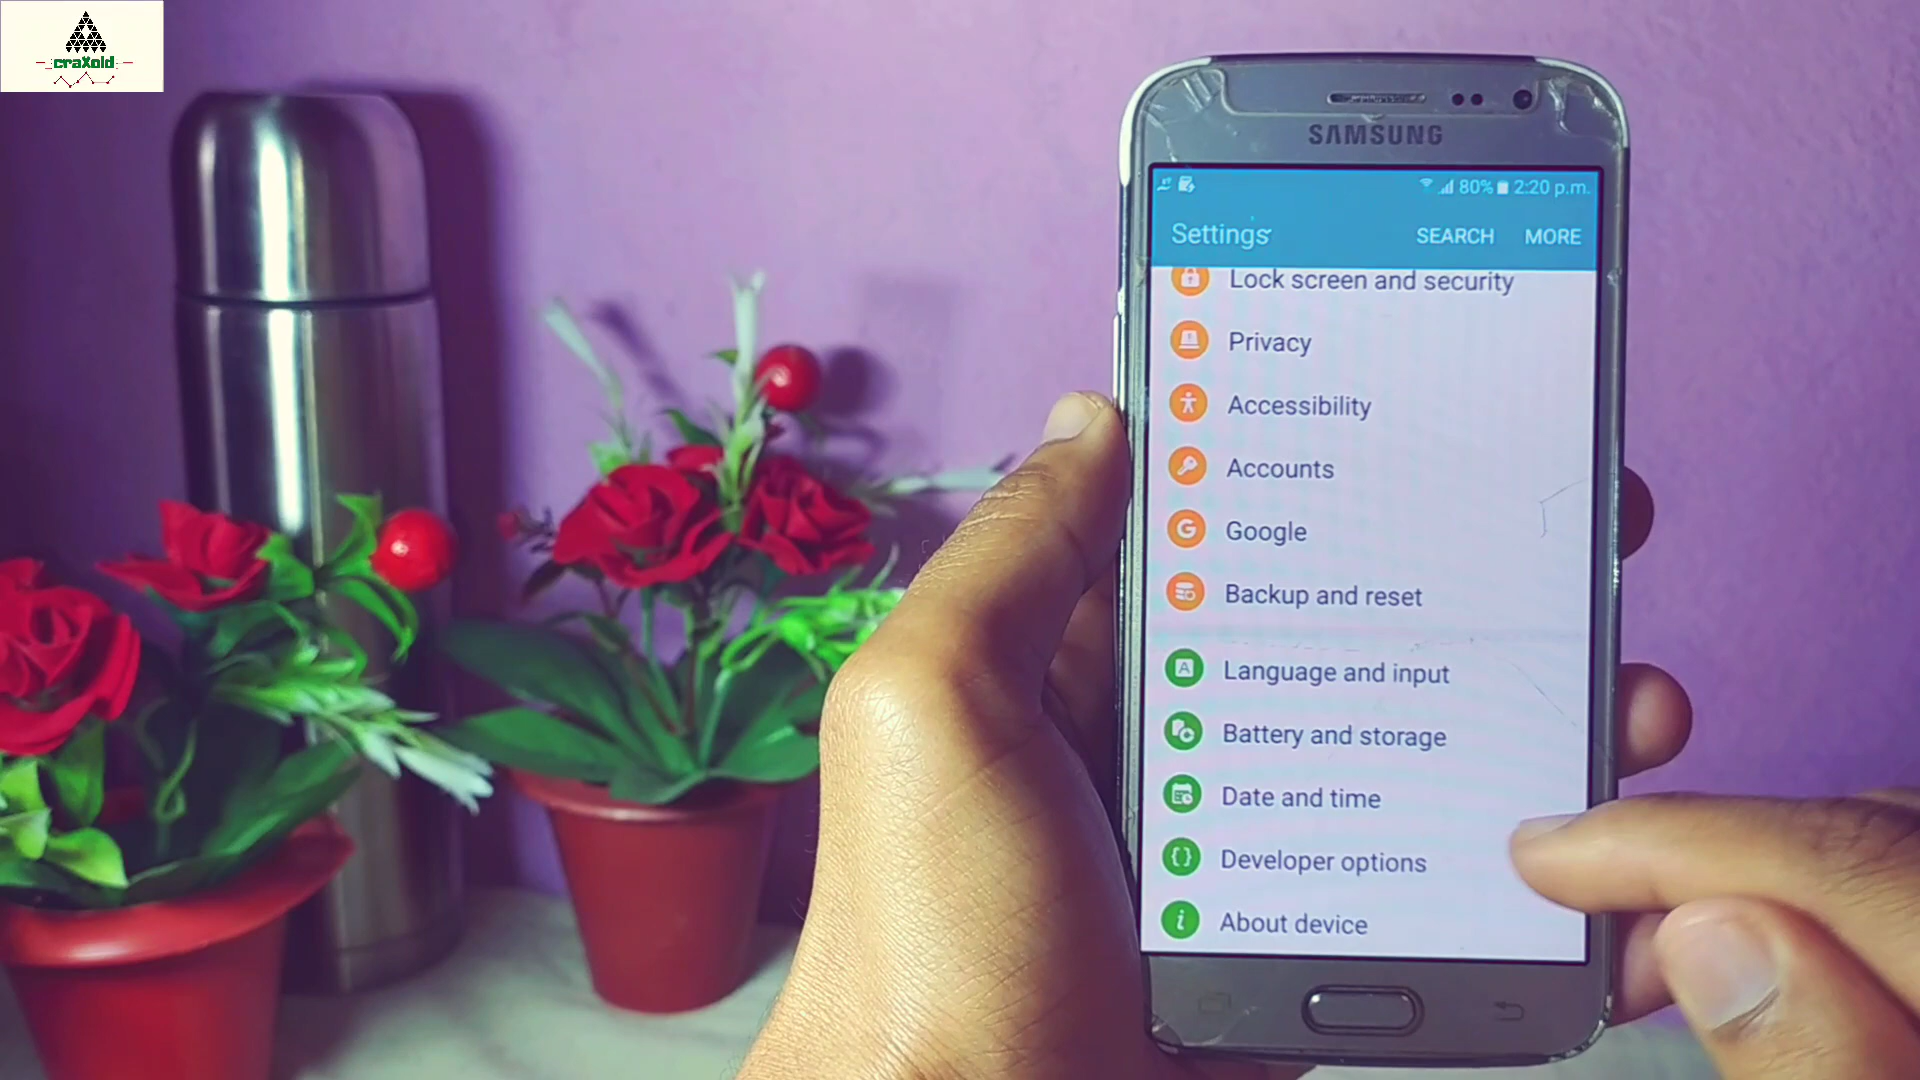 craXoid
SAMSUNG
80% 2:20 p.m.
Settings SEARCH MORE
Lock screen and security
Privacy
Accessibility
Accounts
Google
Backup and reset
Language and input
Battery and storage
Date and time
Developer options
About device